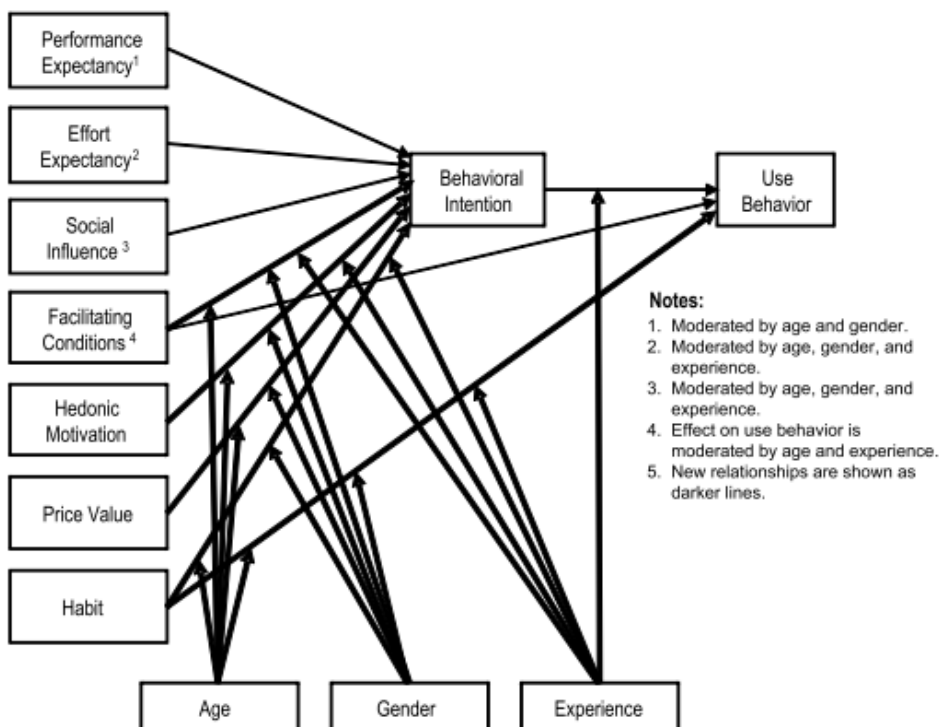 Performance
Expectancy¹
Effort
Expectancy²
Social
Influence ³
Facilitating
Conditions ⁴
Hedonic
Motivation
Price Value
Habit
Behavioral
Intention
Use
Behavior
Notes:
1. Moderated by age and gender.
2. Moderated by age, gender, and
experience.
3. Moderated by age, gender, and
experience.
4. Effect on use behavior is
moderated by age and experience.
5. New relationships are shown as
darker lines.
Age
Gender
Experience